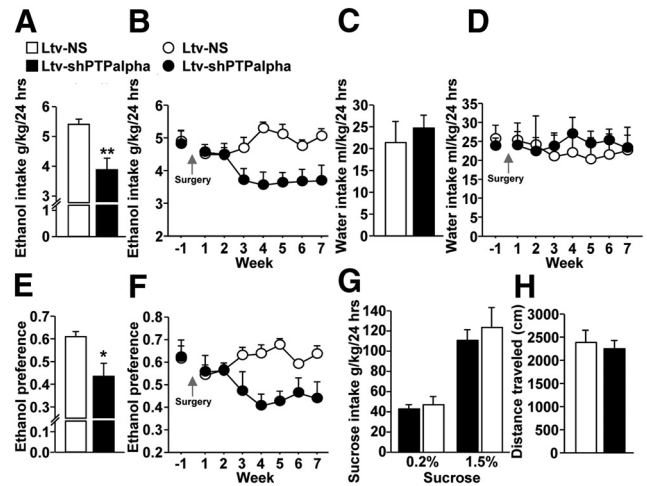 A
B
Ltv-NS
Ltv-shPTPalpha
Ltv-NS
Ltv-shPTPalpha
C
D
Ethanol intake g/kg/24 hrs
6
5
4
3
1
0
**
Ethanol intake g/kg/24 hrs
6
5
4
3
2
Surgery
-1 1 2 3 4 5 6 7
Week
Water intake ml/kg/24 hrs
30
25
20
15
10
5
0
Water intake ml/kg/24 hrs
35
30
25
20
15
10
5
0
Surgery
-1 1 2 3 4 5 6 7
Week
E
F
G
H
Ethanol preference
0.7
0.6
0.5
0.4
0.3
0.1
0.0
*
Ethanol preference
0.8
0.7
0.6
0.5
0.4
0.3
0.2
Surgery
-1 1 2 3 4 5 6 7
Week
Sucrose intake g/kg/24 hrs
140
120
100
80
60
40
20
0
0.2% 1.5%
Sucrose
Distance traveled (cm)
3000
2500
2000
1500
1000
500
0